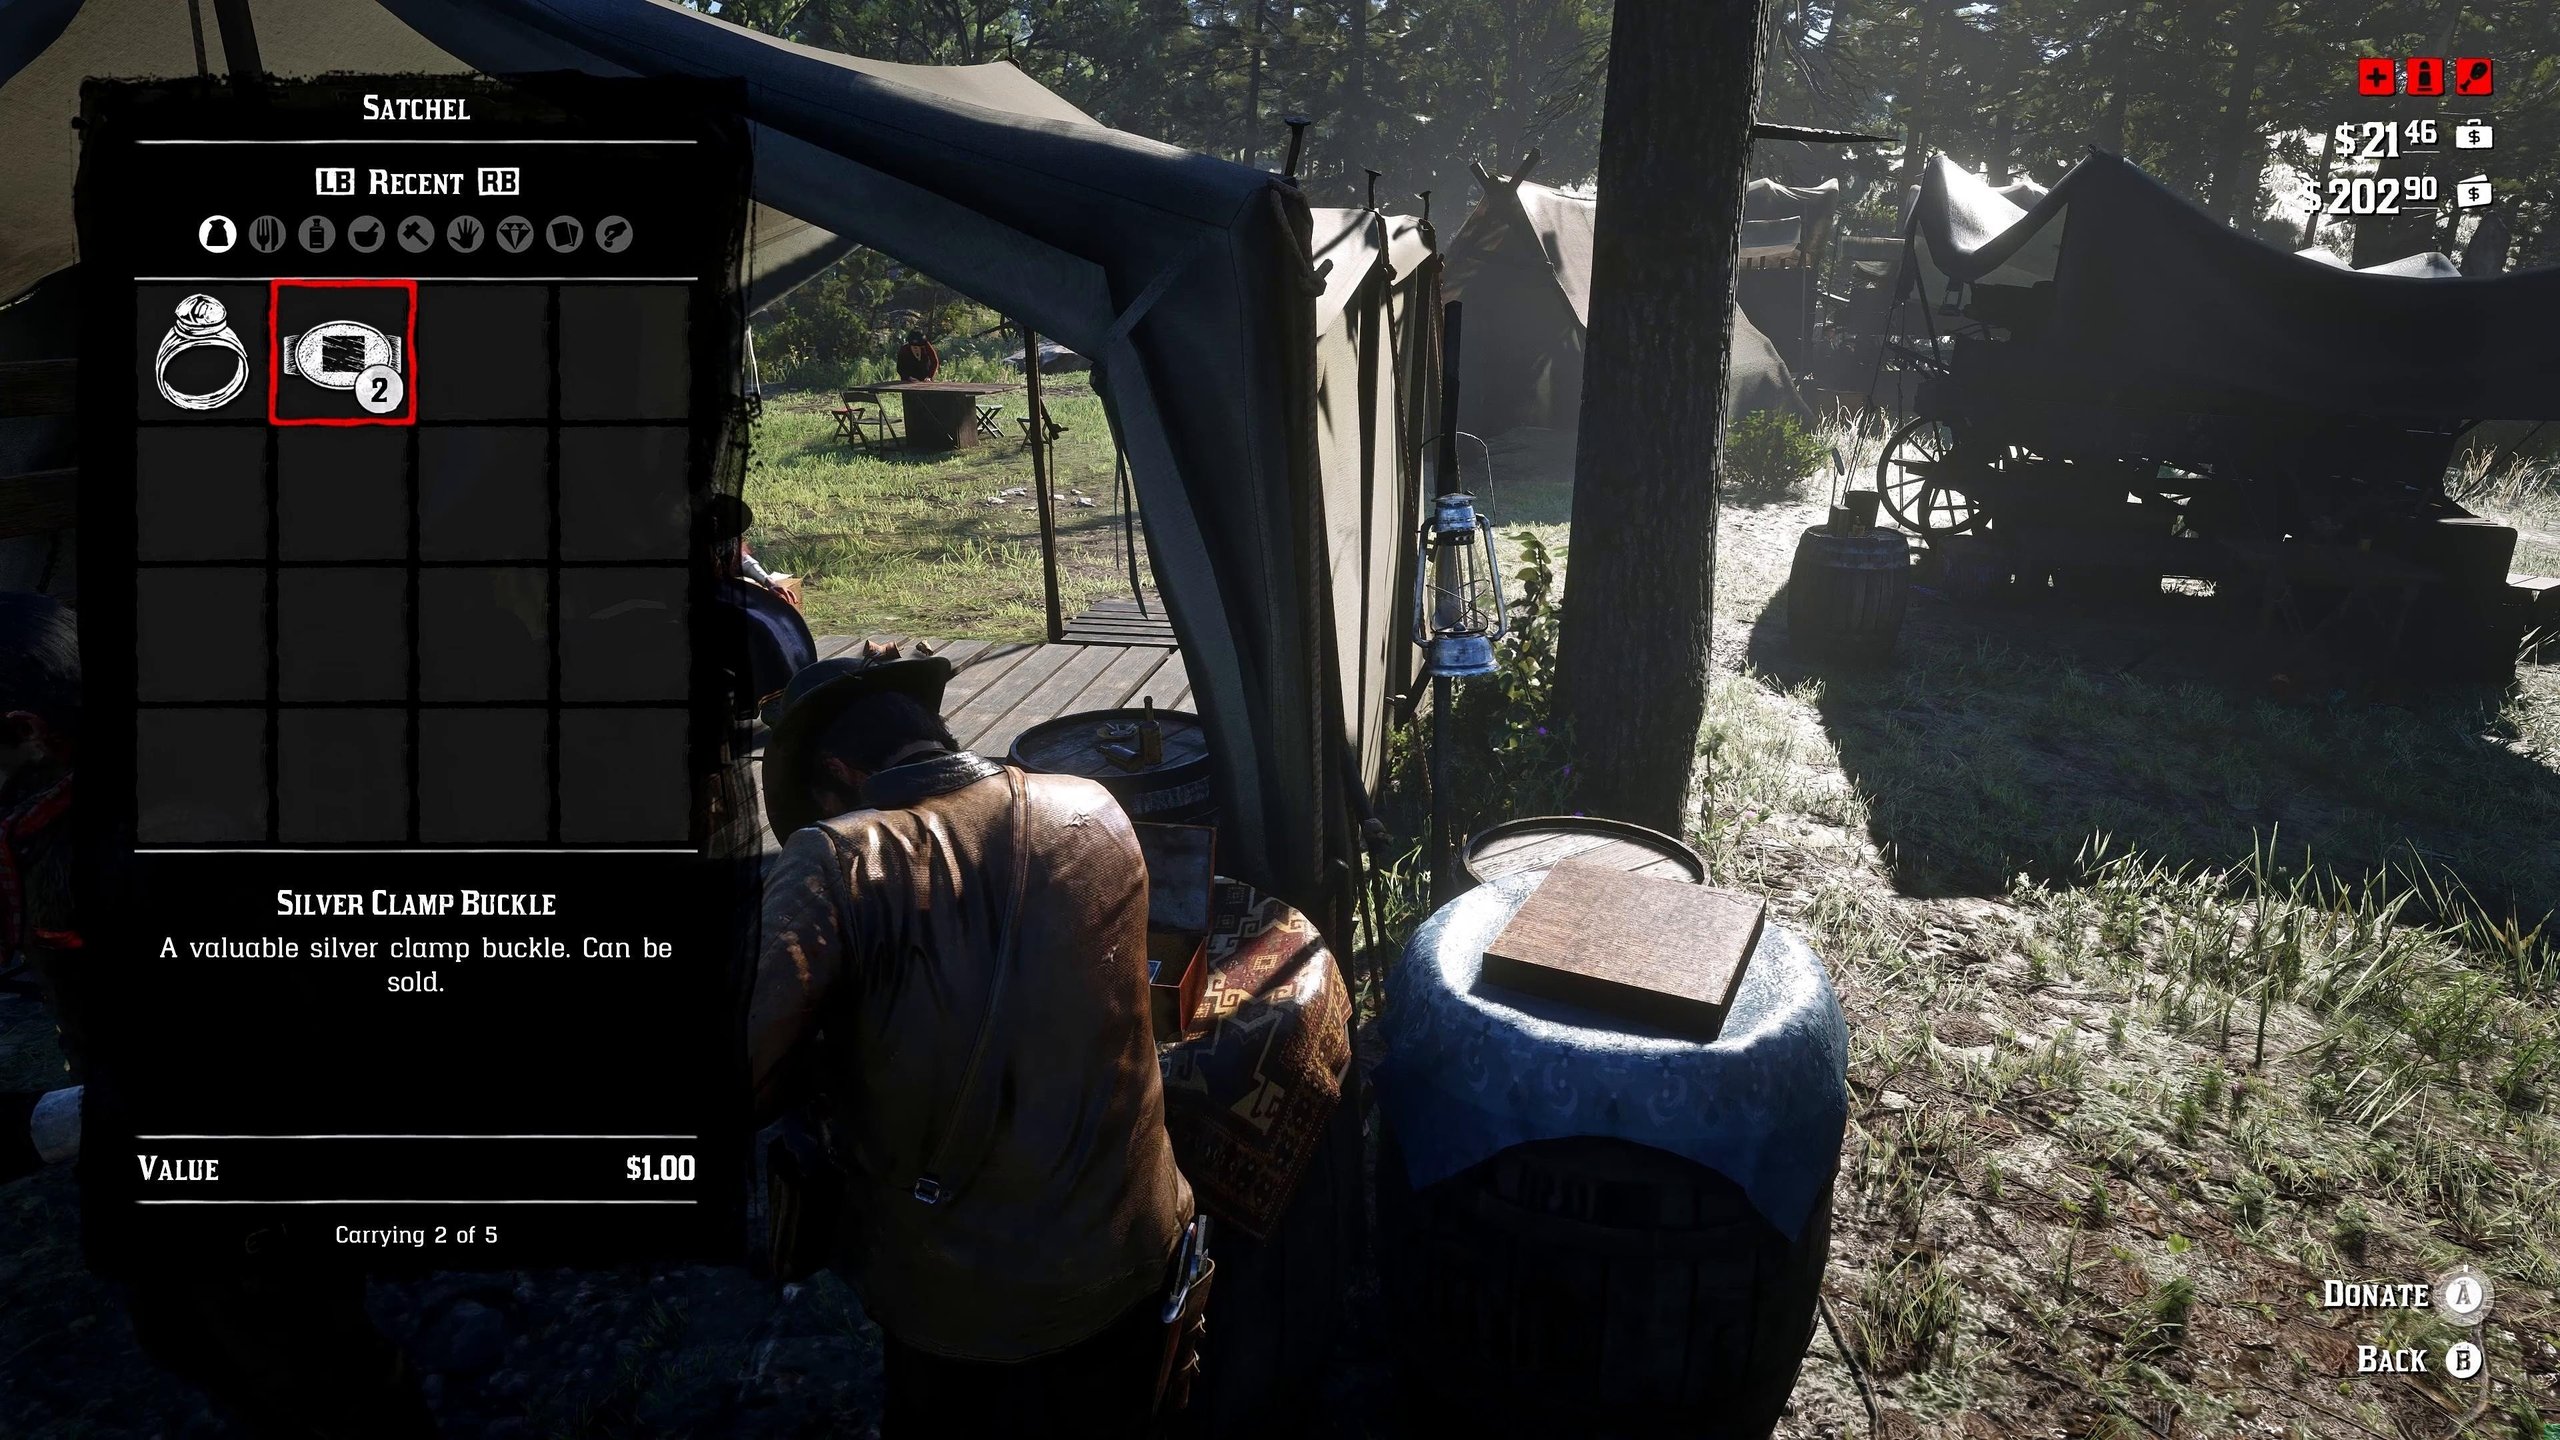 SATCHEL
LB RECENT RB
2
SILVER CLAMP BUCKLE
A valuable silver clamp buckle. Can be
sold.
VALUE $1.00
Carrying 2 of 5
$21 46 $
$202 90 $
DONATE A
BACK B